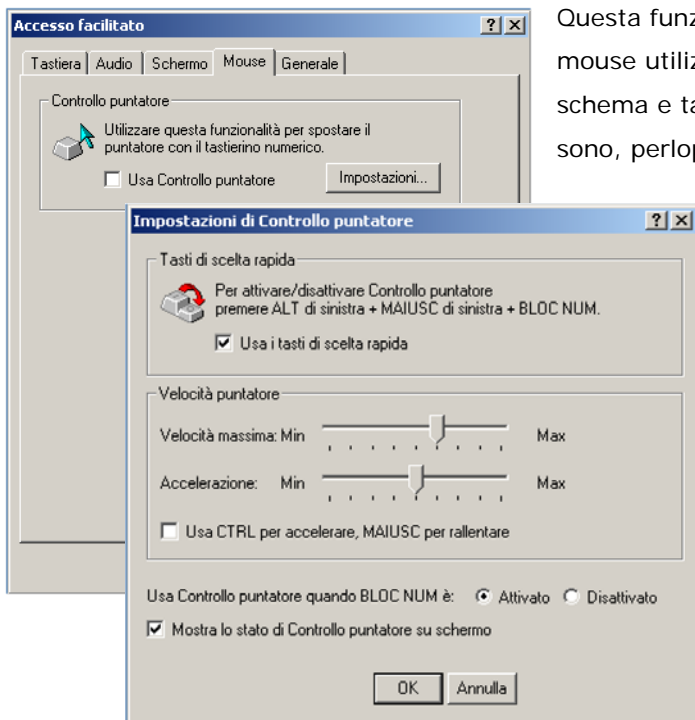 Accesso facilitato
Tastiera Audio Schermo Mouse Generale
Controllo puntatore
Utilizzare questa funzionalità per spostare il
puntatore con il tastierino numerico.
Usa Controllo puntatore
Impostazioni...
Questa
mouse
schema e
sono,
Impostazioni di Controllo puntatore
Tasti di scelta rapida
Per attivare/disattivare Controllo puntatore
premere ALT di sinistra + MAIUSC di sinistra + BLOC NUM.
Usa i tasti di scelta rapida
Velocità puntatore
Velocità massima: Min Max
Accelerazione: Min Max
Usa CTRL per accelerare, MAIUSC per rallentare
Usa Controllo puntatore quando BLOC NUM è: Attivato Disattivato
Mostra lo stato di Controllo puntatore su schermo
OK Annulla